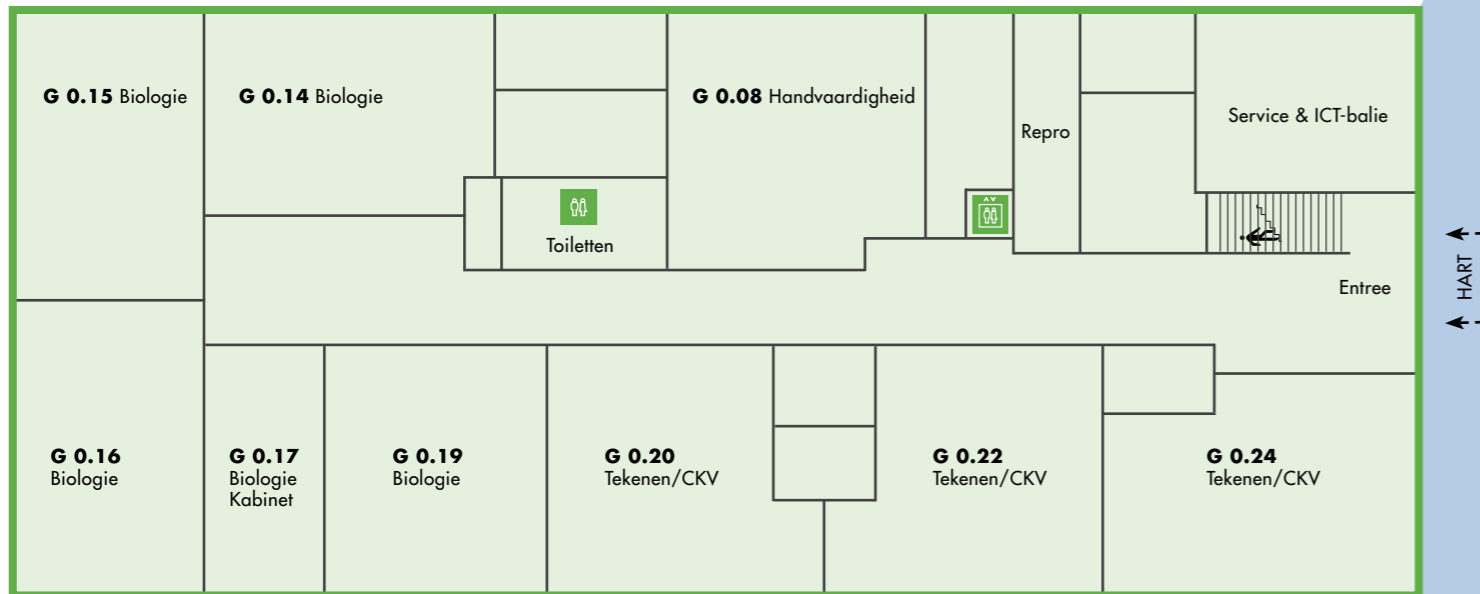 G 0.15 Biologie
G 0.14 Biologie
G 0.08 Handvaardigheid
Service & ICT-balie
Repro
Toiletten
Entree
HART
G 0.16
Biologie
G 0.17
Biologie
Kabinet
G 0.19
Biologie
G 0.20
Tekenen/CKV
G 0.22
Tekenen/CKV
G 0.24
Tekenen/CKV